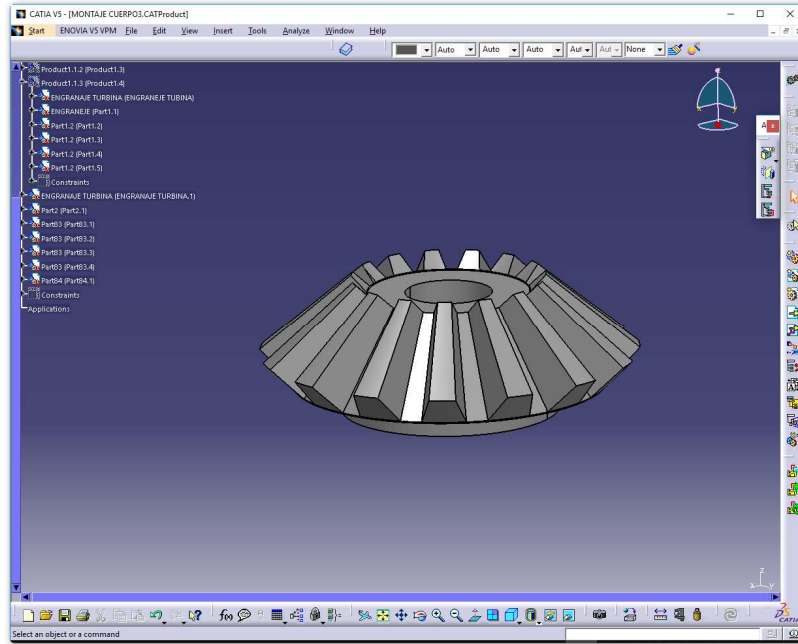 CATIA V5 - [MONTAJE CUERPO3.CATProduct]
Start ENOVIA V5 VPM File Edit View Insert Tools Analyze Window Help
Auto Auto Auto Aut Aut None
Product1.1.2 (Product1.3)
Product1.1.3 (Product1.4)
ENGRANAJE TURBINA (ENGRANEJE TUBINA)
ENGRANEJE (Part1.1)
Part1.2 (Part1.2)
Part1.2 (Part1.3)
Part1.2 (Part1.4)
Part1.2 (Part1.5)
Constraints
ENGRANAJE TURBINA (ENGRANAJE TURBINA.1)
Part2 (Part2.1)
Part83 (Part83.1)
Part83 (Part83.2)
Part83 (Part83.3)
Part83 (Part83.4)
Part84 (Part84.1)
Constraints
Applications
A
z
y
x
f(x)
CATIA
Select an object or a command